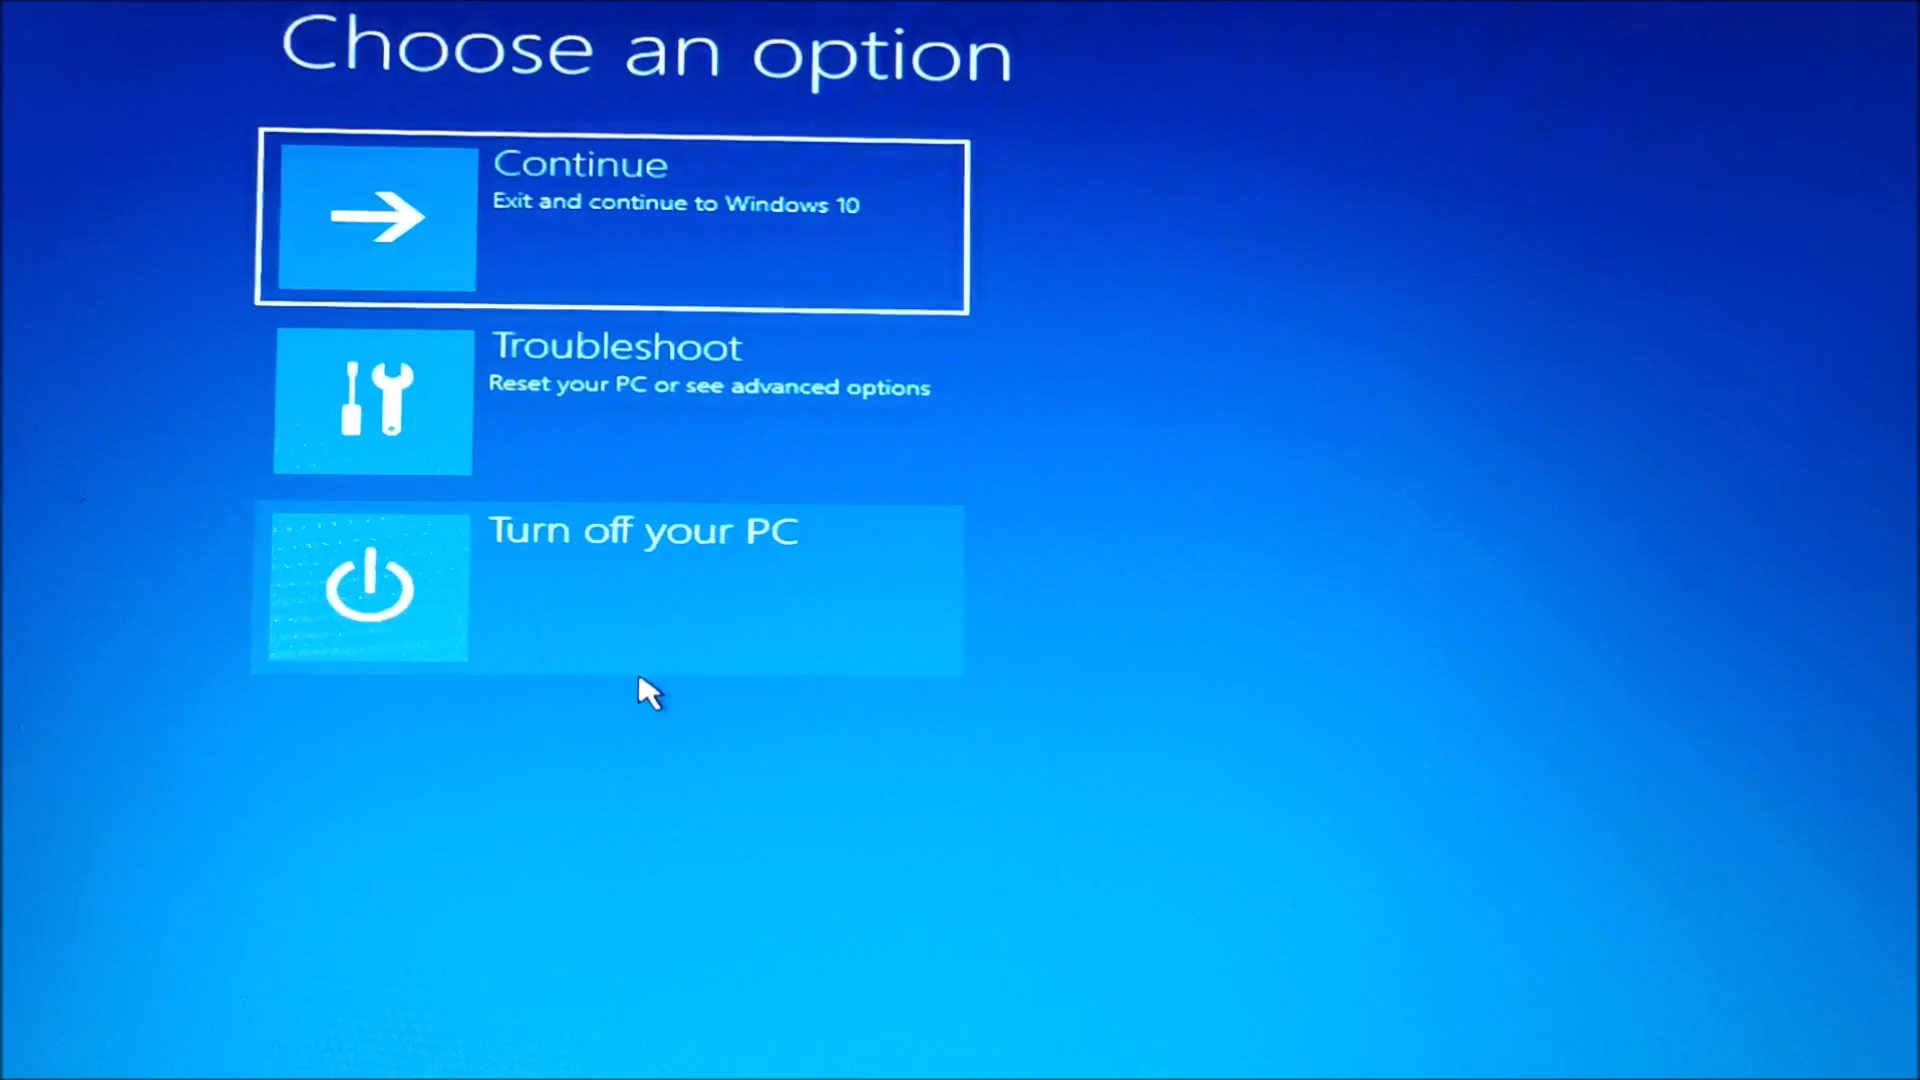 Choose an option
Continue
Exit and continue to Windows 10
Troubleshoot
Reset your PC or see advanced options
Turn off your PC